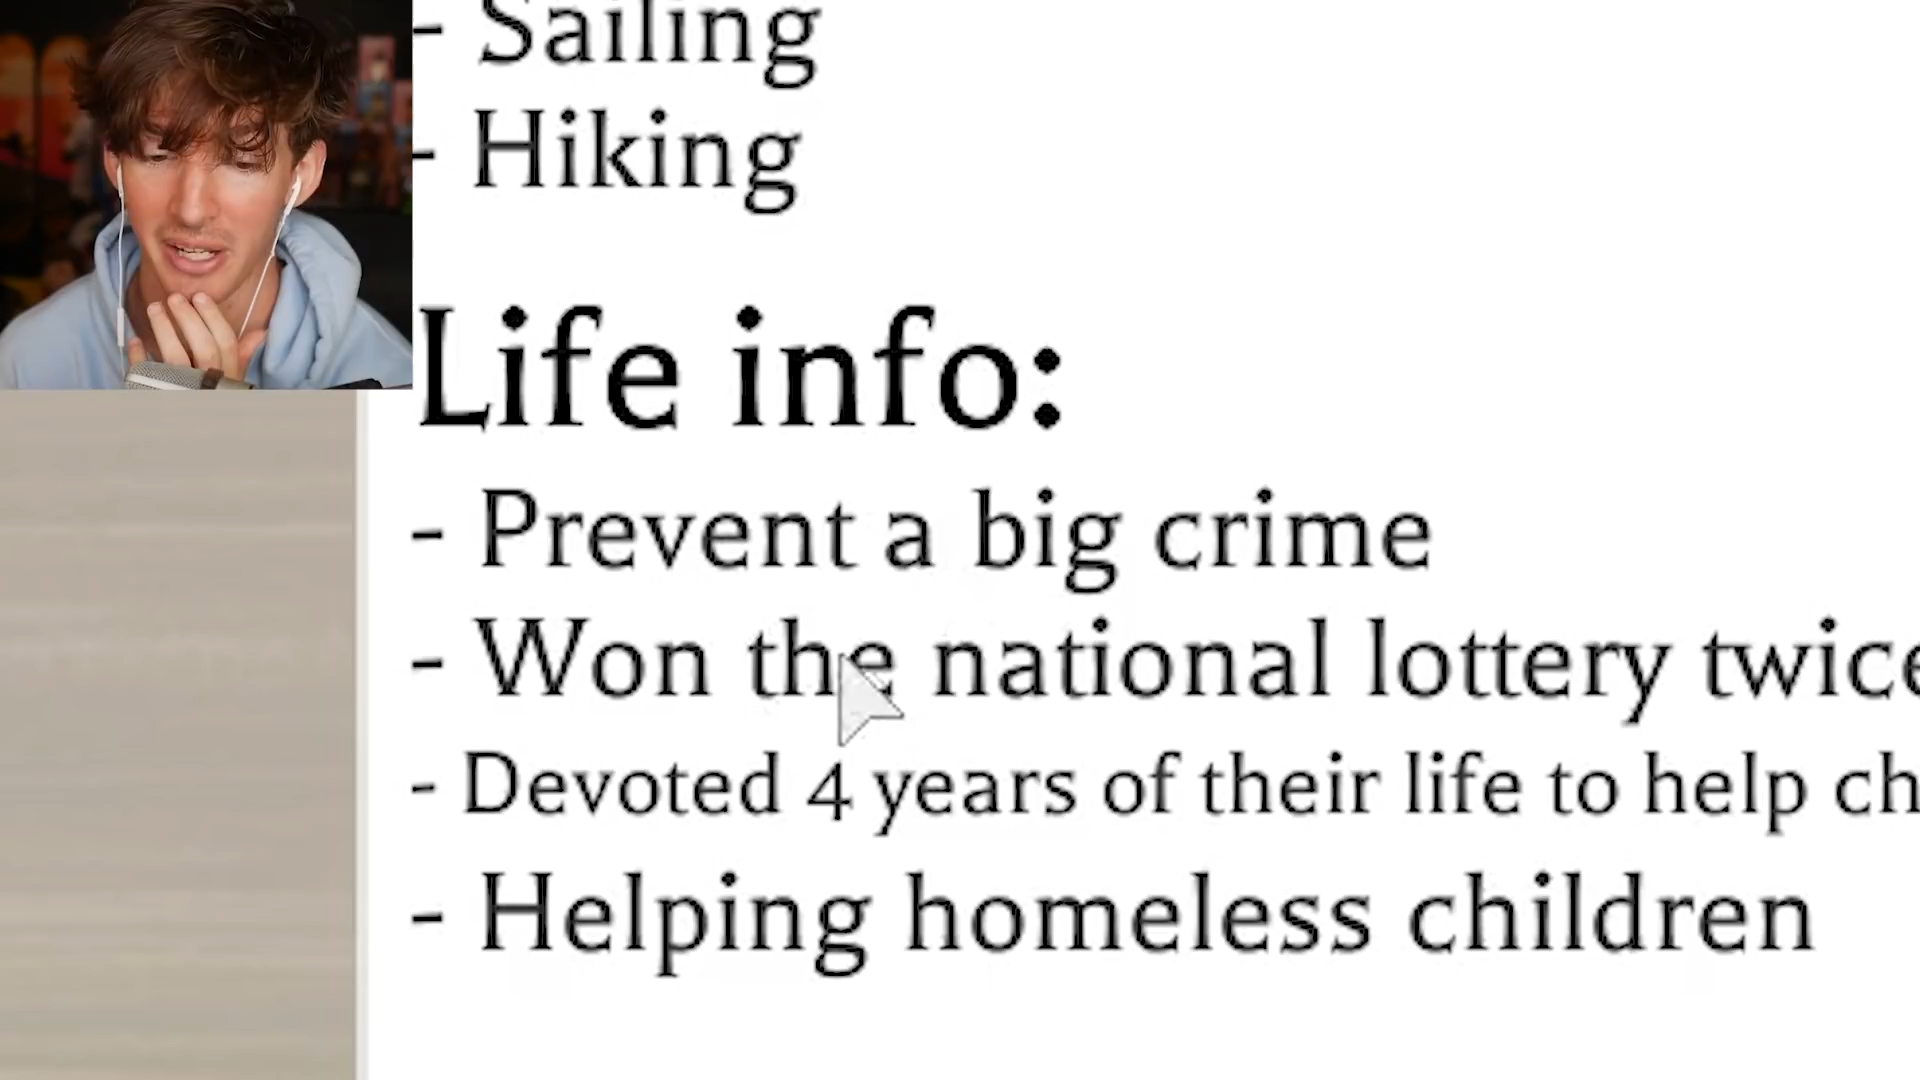 - Sailing
- Hiking
Life info:
- Prevent a big crime
- Won the national lottery twice
- Devoted 4 years of their life to help ch
- Helping homeless children